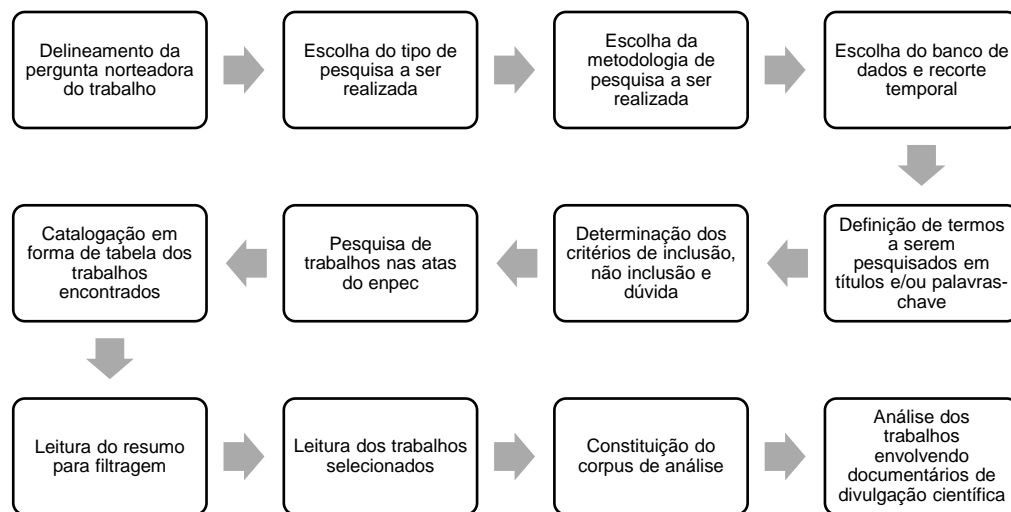 Delineamento da
pergunta norteadora
do trabalho
Escolha do tipo de
pesquisa a ser
realizada
Escolha da
metodologia de
pesquisa a ser
realizada
Escolha do banco de
dados e recorte
temporal
Definição de termos
a serem
pesquisados em
títulos e/ou palavras-
chave
Determinação dos
critérios de inclusão,
não inclusão e
dúvida
Pesquisa de
trabalhos nas atas
do enpec
Catalogação em
forma de tabela dos
trabalhos
encontrados
Leitura do resumo
para filtragem
Leitura dos trabalhos
selecionados
Constituição do
corpus de análise
Análise dos
trabalhos
envolvendo
documentários de
divulgação científica